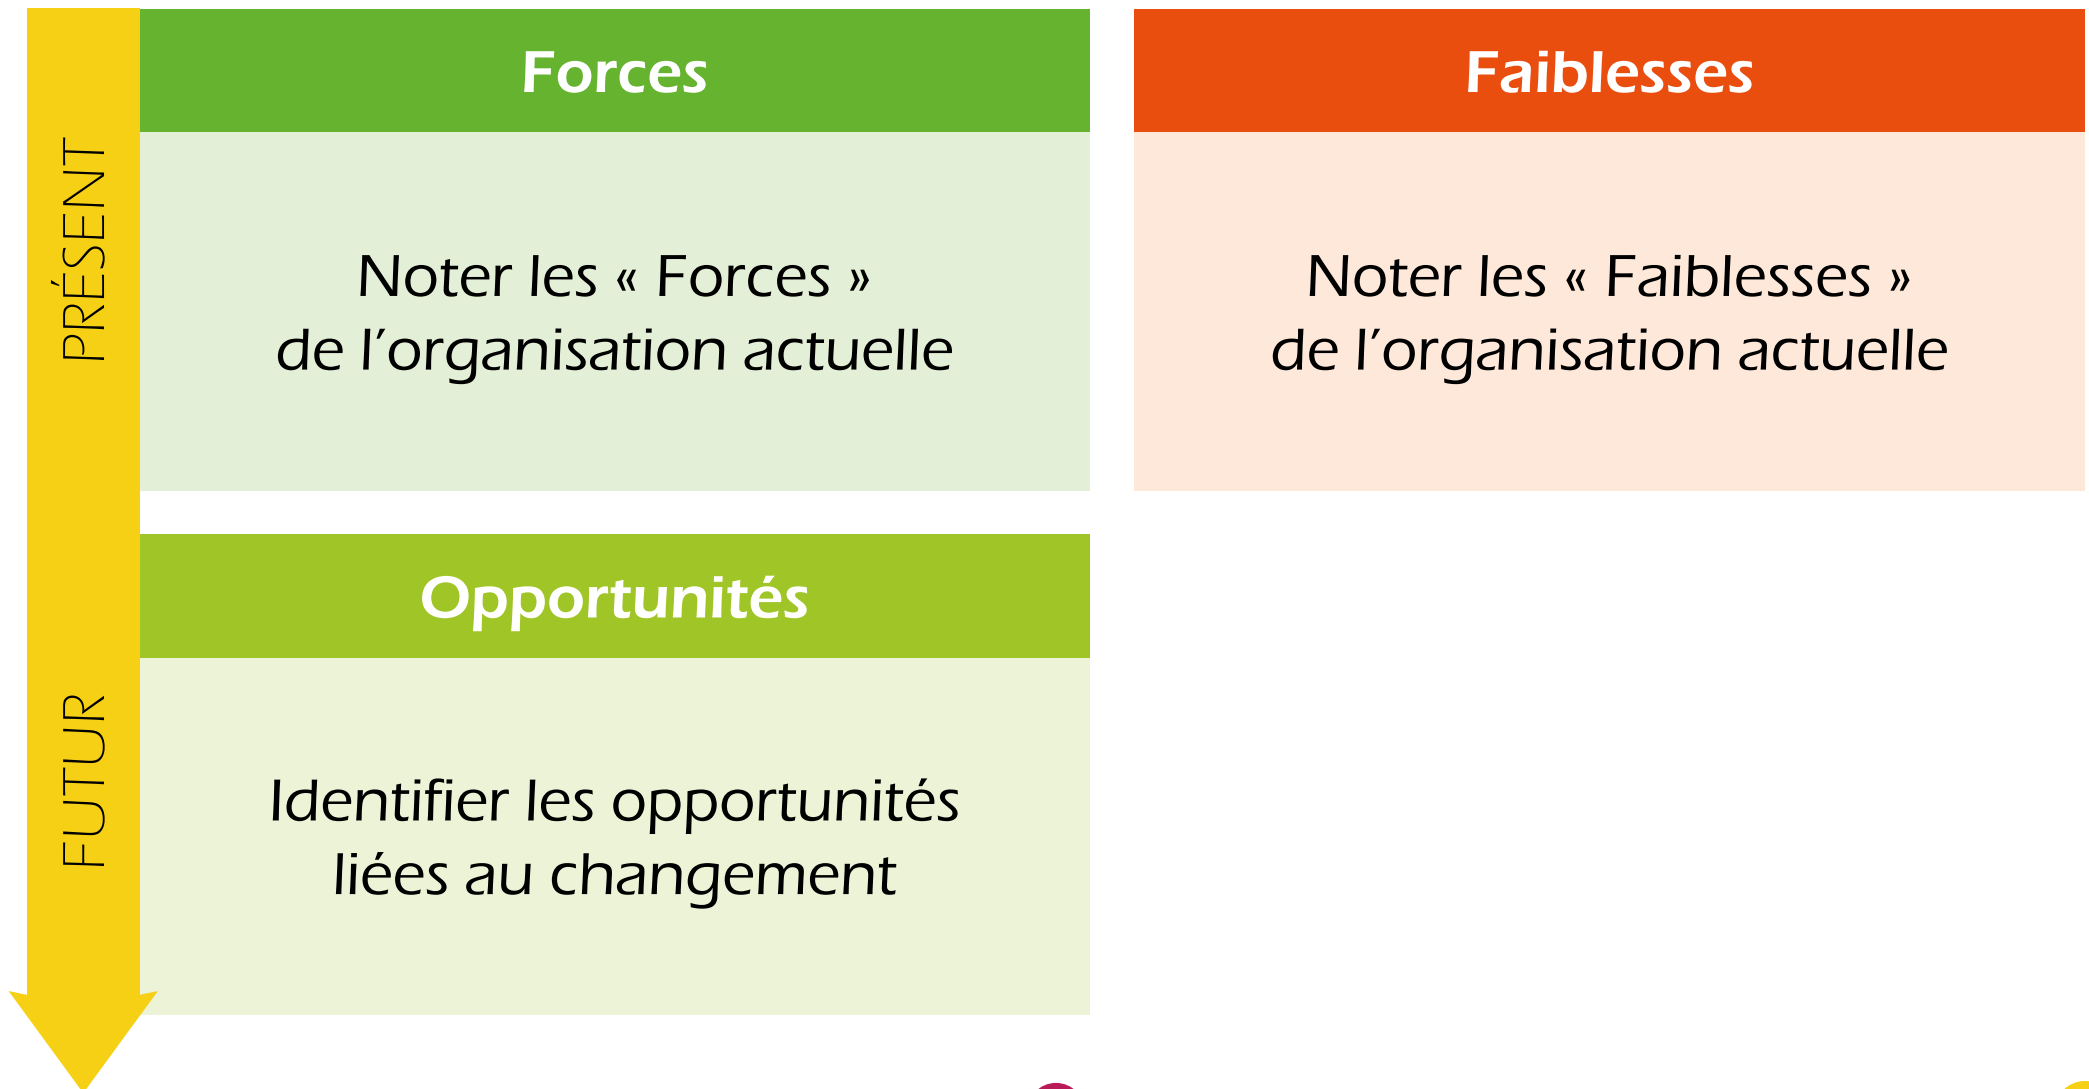 PRÉSENT
Forces
Noter les « Forces »
de l’organisation actuelle
Faiblesses
Noter les « Faiblesses »
de l’organisation actuelle
FUTUR
Opportunités
Identifier les opportunités
liées au changement